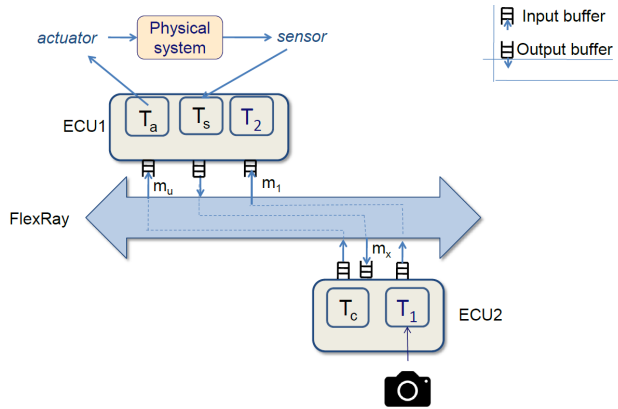 actuator
Physical
system
sensor
Input buffer
Output buffer
ECU1
Ta
Ts
T2
mu
m1
FlexRay
mx
Tc
T1
ECU2